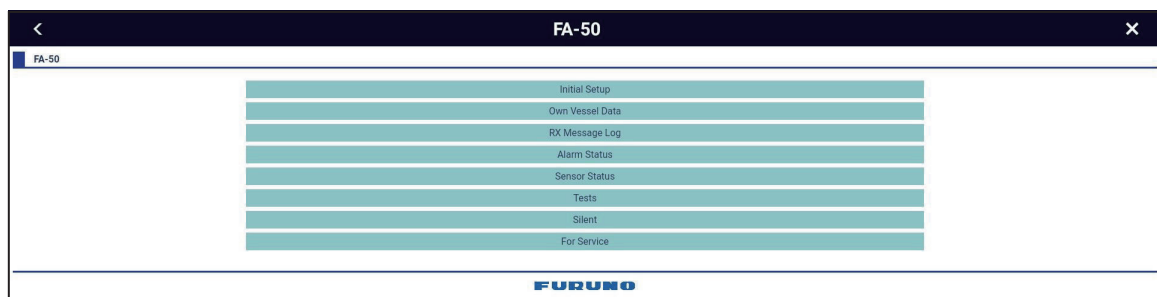 FA-50
FA-50
Initial Setup
Own Vessel Data
RX Message Log
Alarm Status
Sensor Status
Tests
Silent
For Service
FURUNO